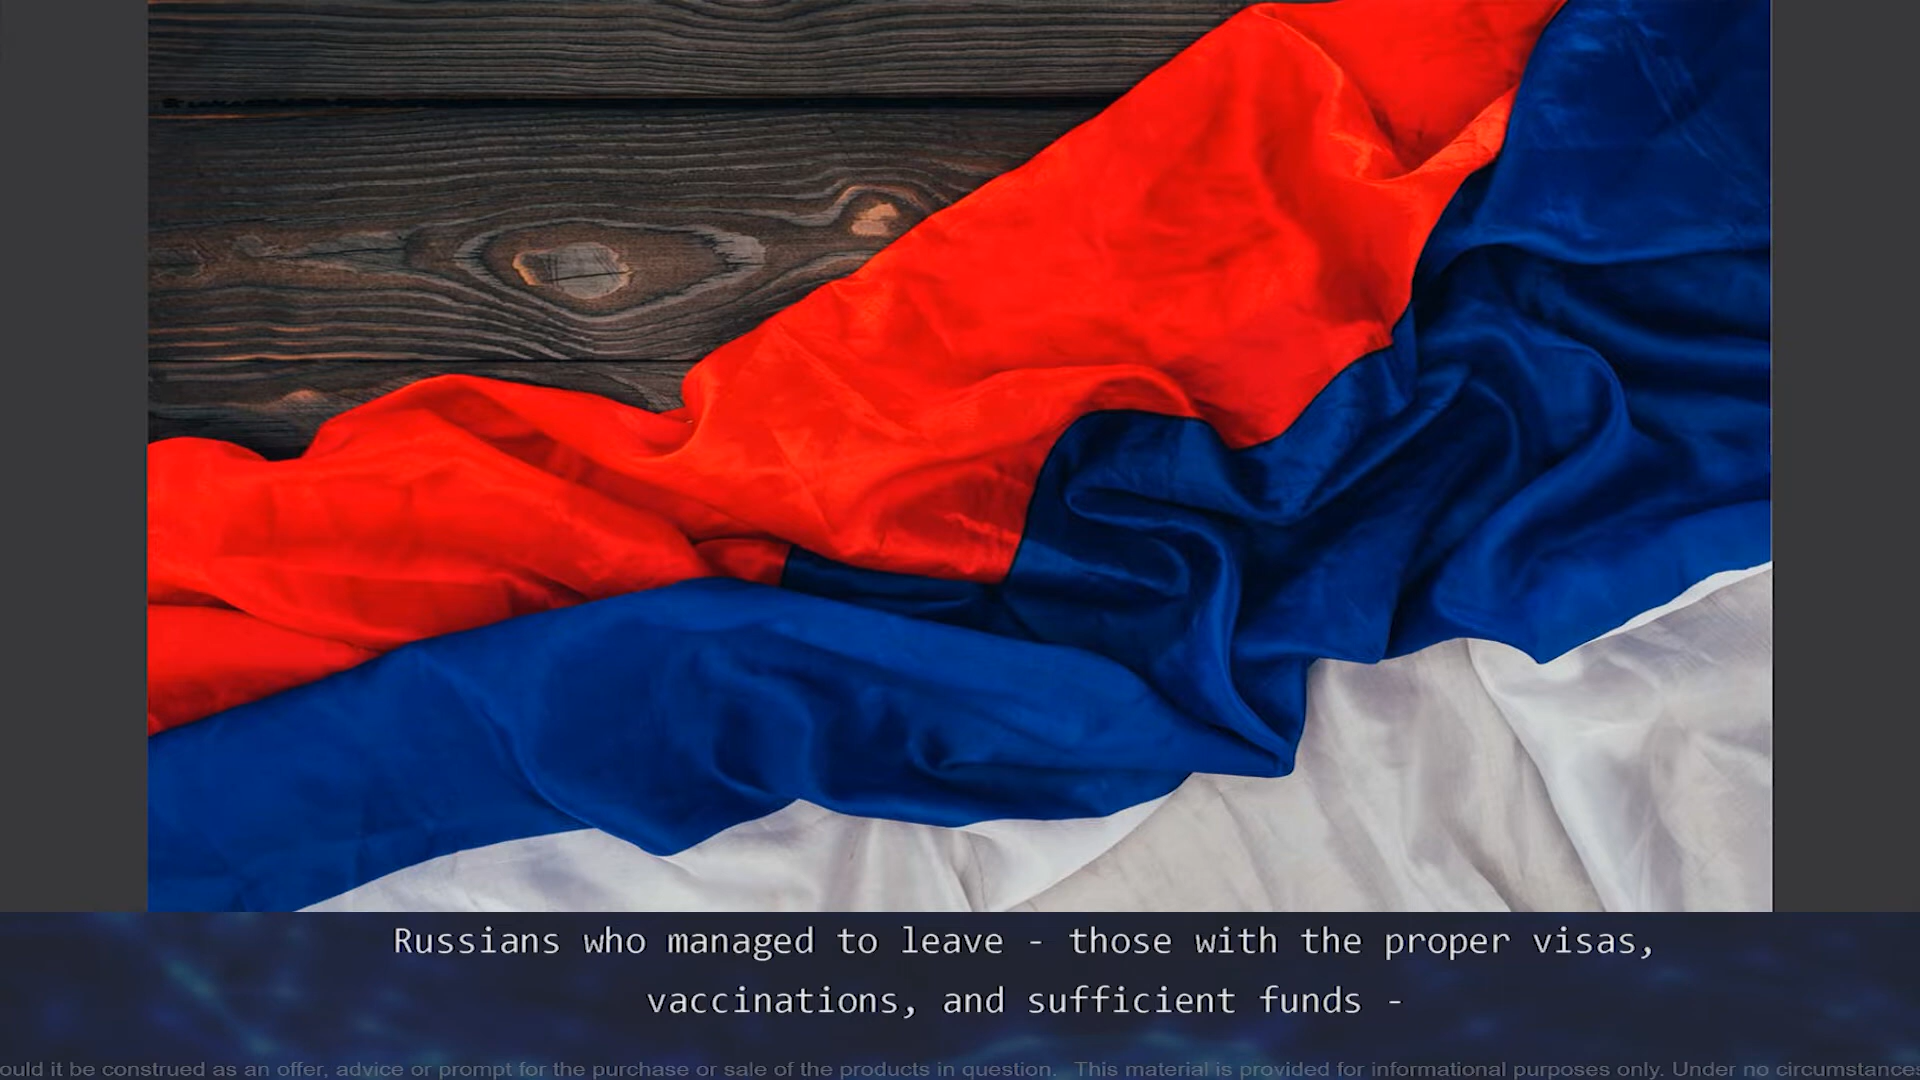 Russians who managed to leave - those with the proper visas,
vaccinations, and sufficient funds -
ould it be construed as an offer, advice or prompt for the purchase or sale of the products in question. This material is provided for informational purposes only. Under no circumstances